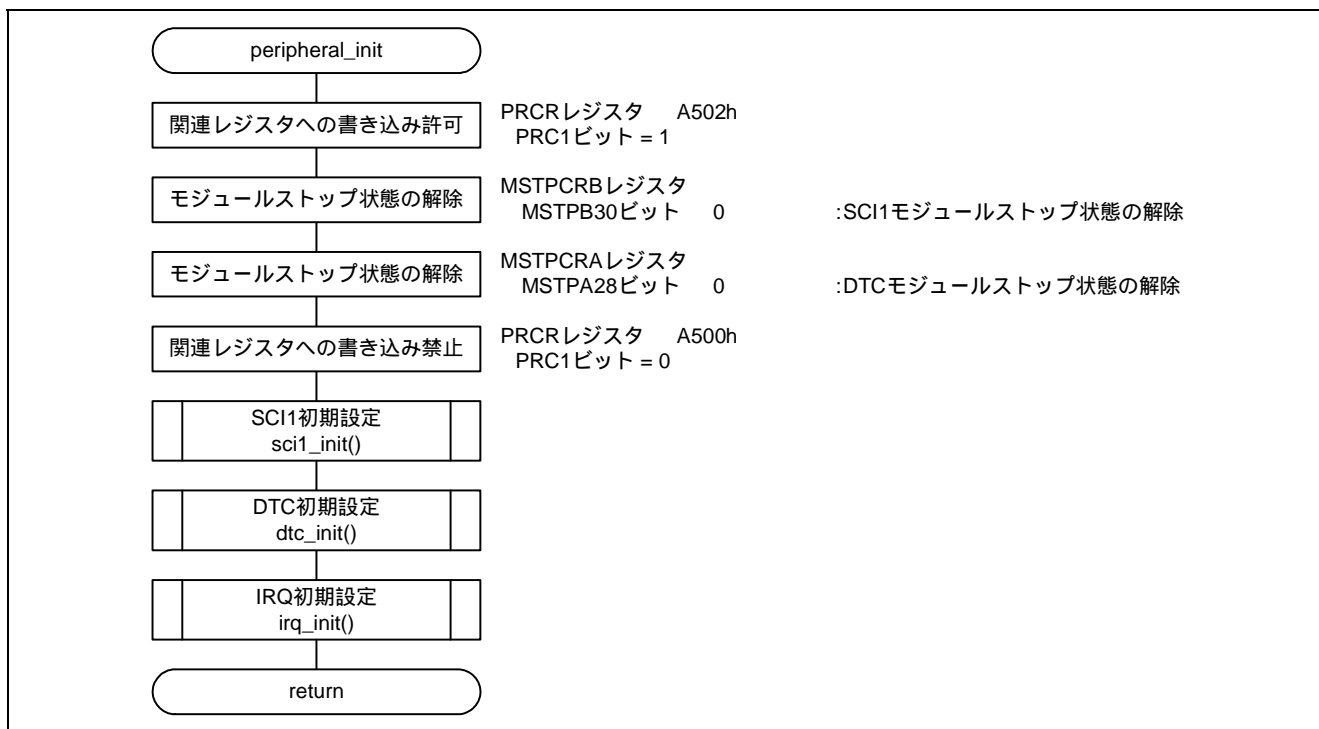 peripheral_init
関連レジスタへの書き込み許可
PRCRレジスタ A502h
PRC1ビット = 1
モジュールストップ状態の解除
MSTPCRBレジスタ
MSTPB30ビット 0 :SCI1モジュールストップ状態の解除
モジュールストップ状態の解除
MSTPCRAレジスタ
MSTPA28ビット 0 :DTCモジュールストップ状態の解除
関連レジスタへの書き込み禁止
PRCRレジスタ A500h
PRC1ビット = 0
SCI1初期設定
sci1_init()
DTC初期設定
dtc_init()
IRQ初期設定
irq_init()
return